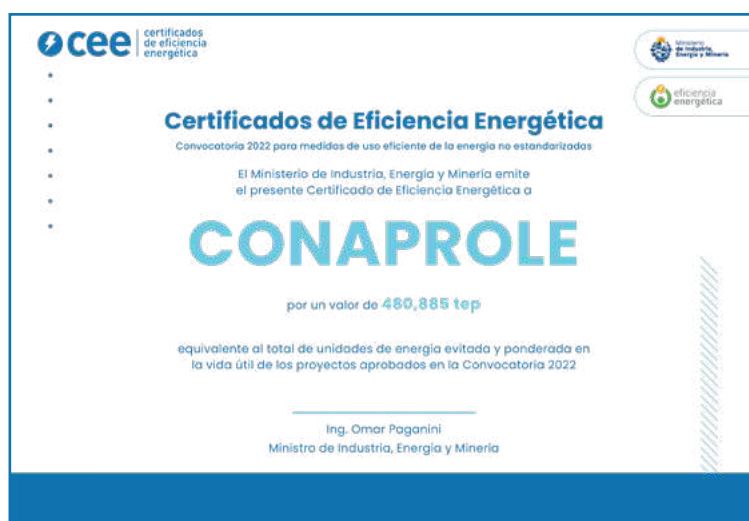 cee
certificados
de eficiencia
energética
Ministerio
de Industria,
Energía y Minería
eficiencia
energética
Certificados de Eficiencia Energética
Convocatoria 2022 para medidas de uso eficiente de la energía no estandarizadas
El Ministerio de Industria, Energía y Minería emite
el presente Certificado de Eficiencia Energética a
CONAPROLE
por un valor de 480,885 tep
equivalente al total de unidades de energía evitada y ponderada en
la vida útil de los proyectos aprobados en la Convocatoria 2022
Ing. Omar Paganini
Ministro de Industria, Energía y Minería